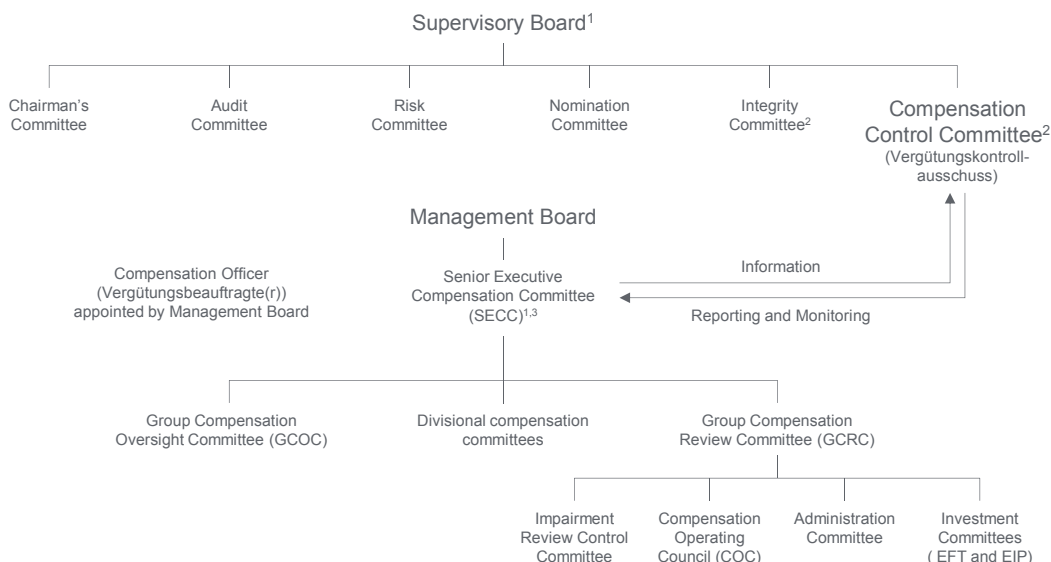 Supervisory Board¹
Chairman's
Committee
Audit
Committee
Risk
Committee
Nomination
Committee
Integrity
Committee²
Compensation
Control Committee²
(Vergütungskontroll-
ausschuss)
Management Board
Compensation Officer
(Vergütungsbeauftragte(r))
appointed by Management Board
Senior Executive
Compensation Committee
(SECC)¹,³
Information
Reporting and Monitoring
Group Compensation
Oversight Committee (GCOC)
Divisional compensation
committees
Group Compensation
Review Committee (GCRC)
Impairment
Review Control
Committee
Compensation
Operating
Council (COC)
Administration
Committee
Investment
Committees
( EFT and EIP)